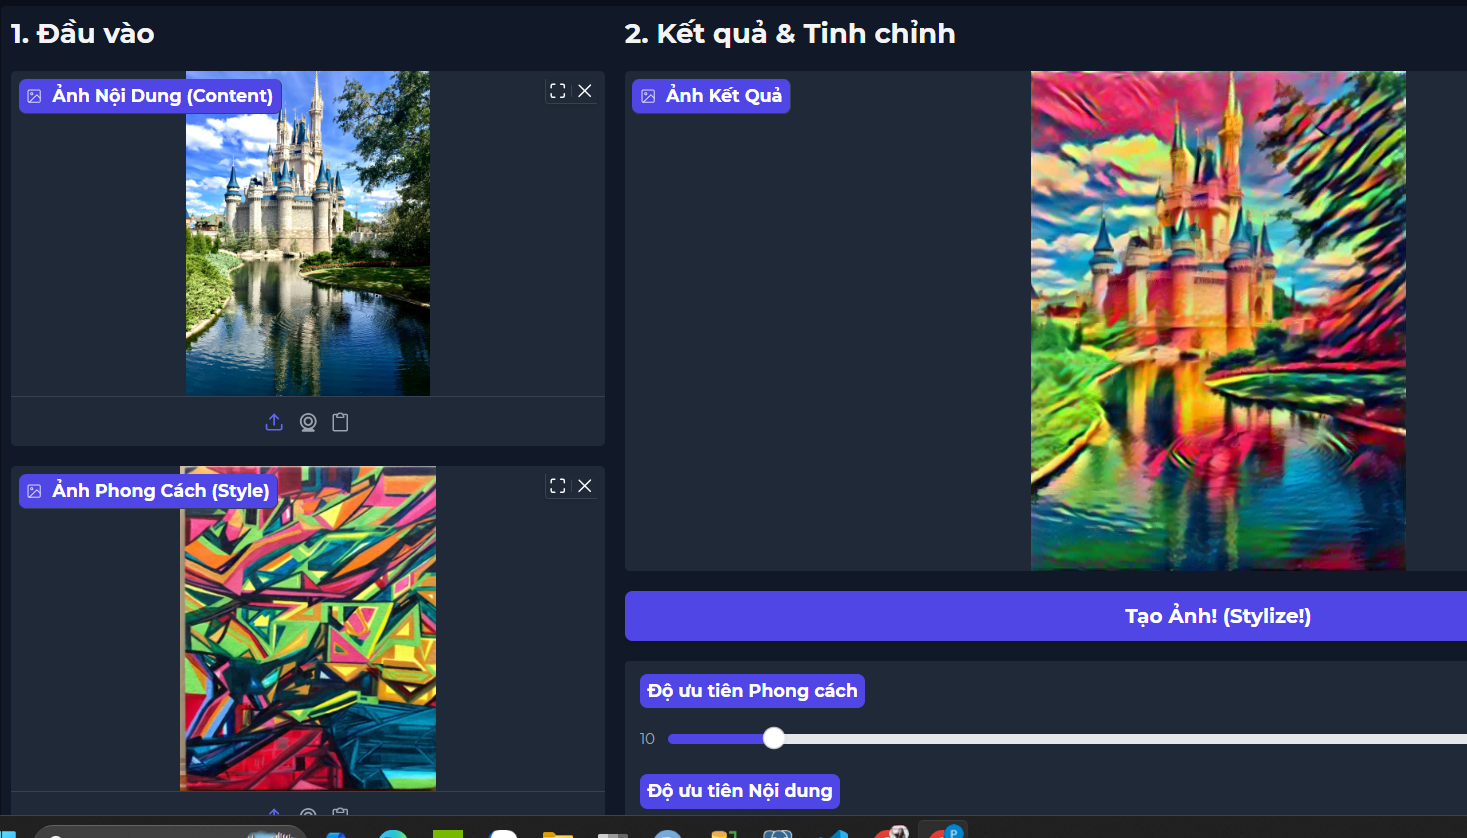 1. Đầu vào
Ảnh Nội Dung (Content)
Ảnh Phong Cách (Style)
2. Kết quả & Tinh chỉnh
Ảnh Kết Quả
Tạo Ảnh! (Stylize!)
Độ ưu tiên Phong cách
10
Độ ưu tiên Nội dung
P